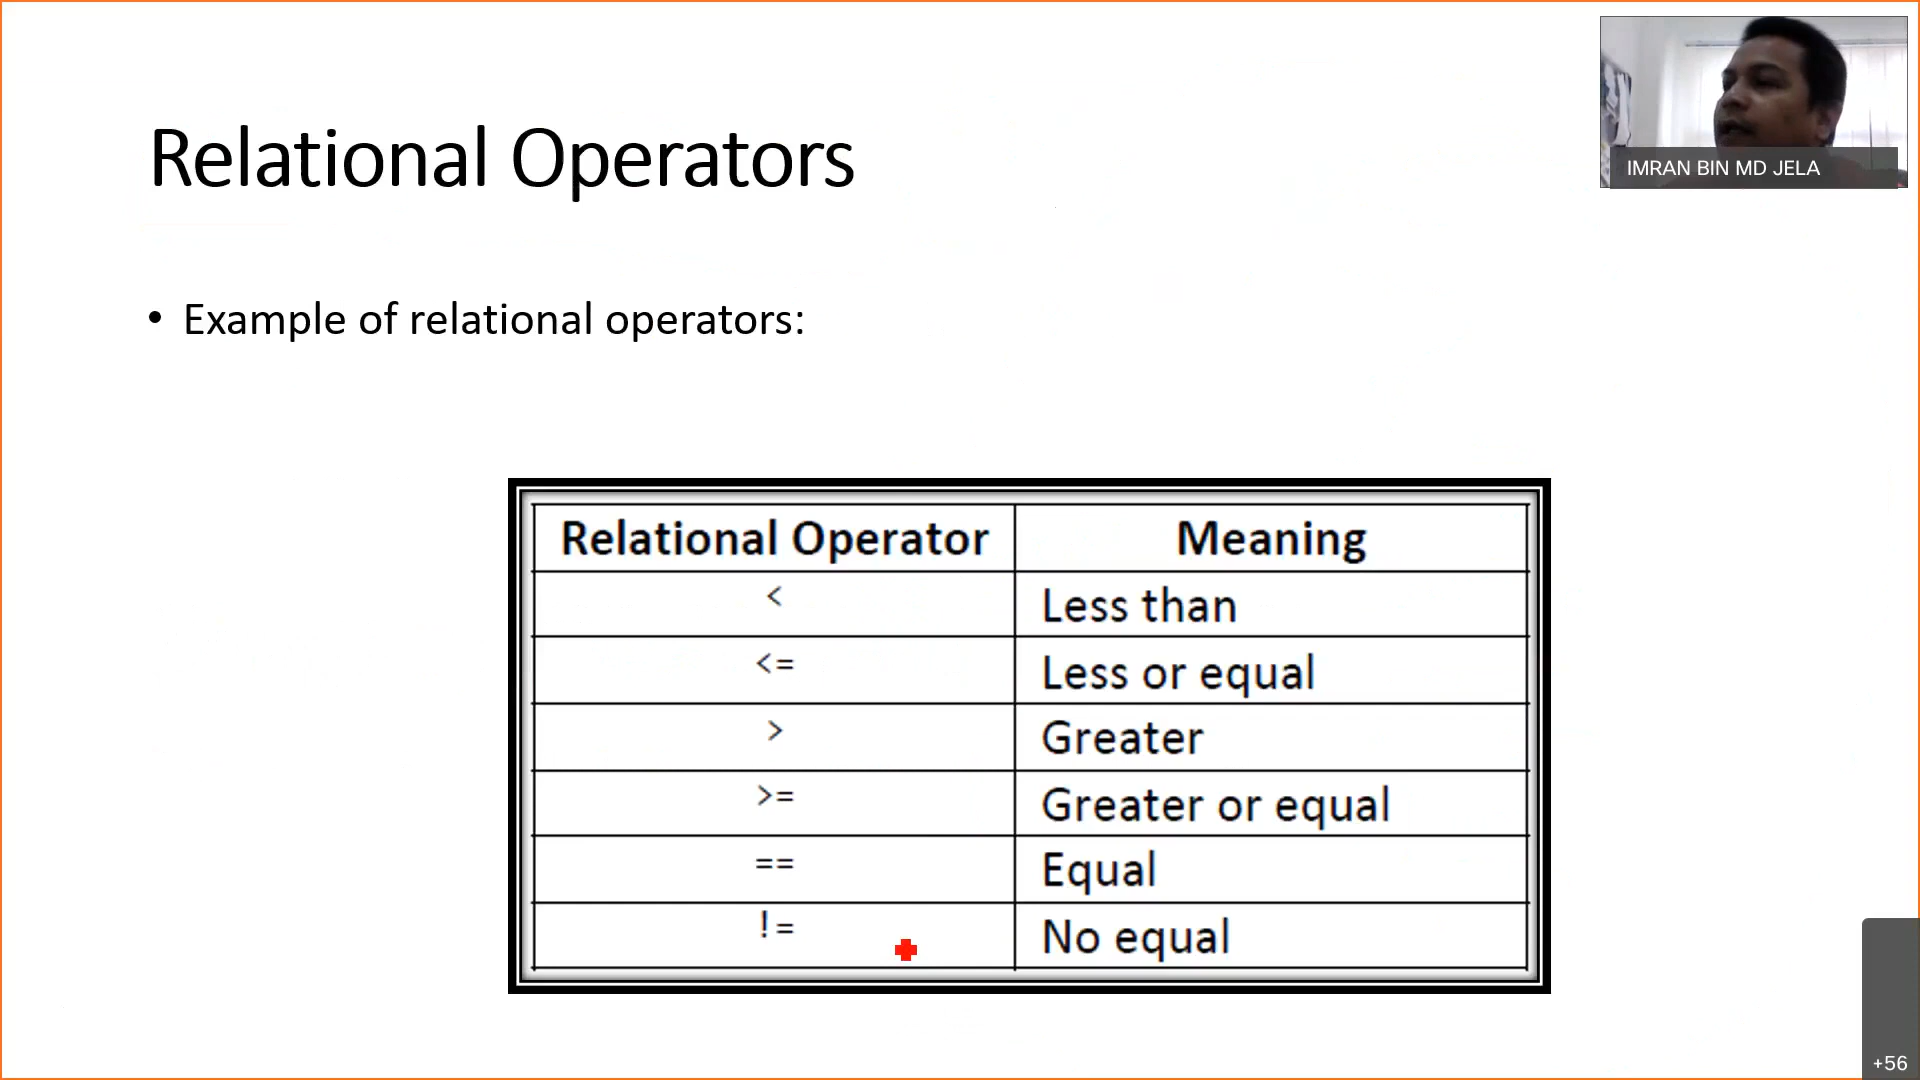 IMRAN BIN MD JELA
Relational Operators
• Example of relational operators:
Relational Operator Meaning
< Less than
<= Less or equal
> Greater
>= Greater or equal
== Equal
!= No equal
+56